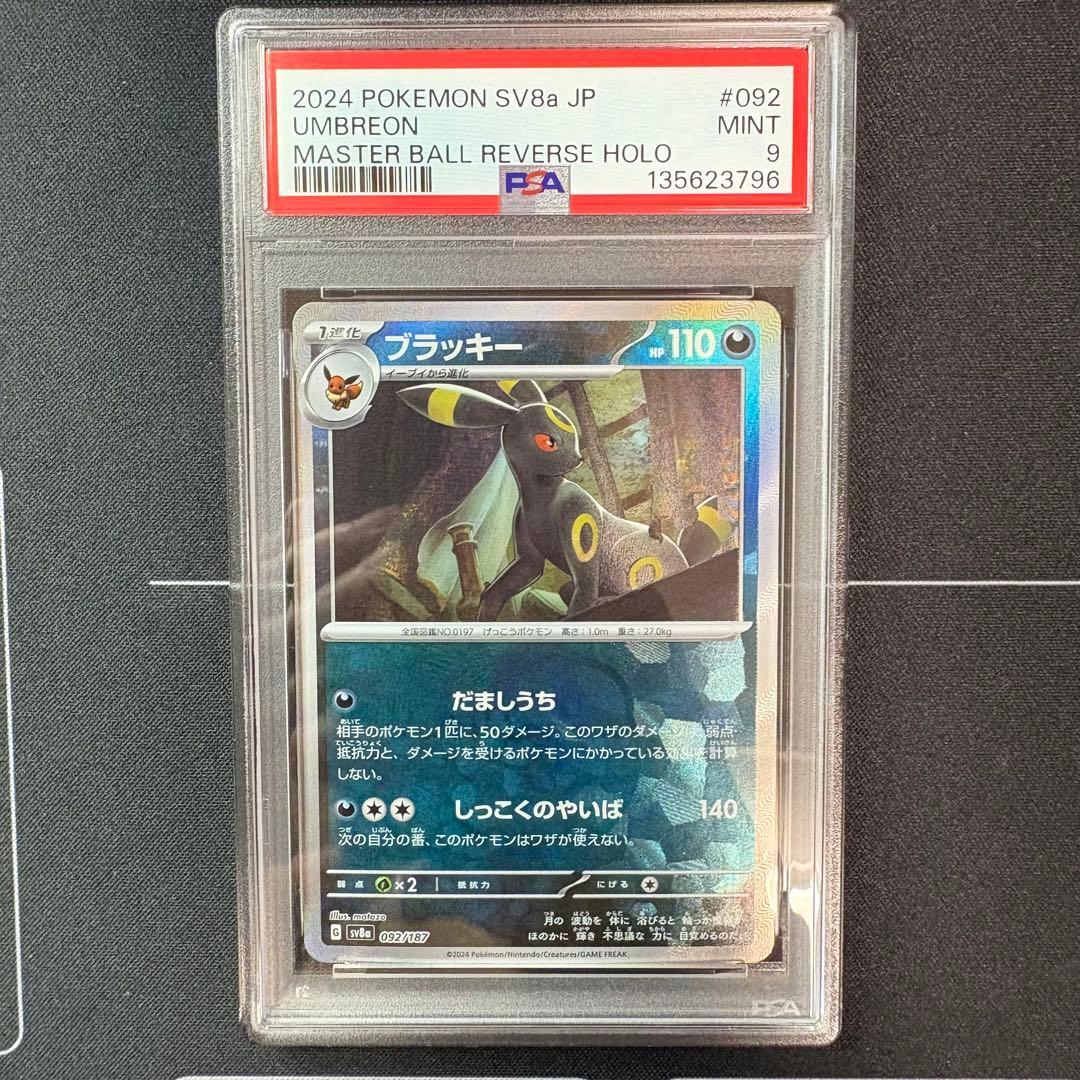 2024 POKEMON SV8a JP #092
UMBREON MINT
MASTER BALL REVERSE HOLO 9
PSA 135623796
1進化
ブラッキー
HP 110
イーブイから進化
全国図鑑NO.0197 げっこうポケモン 高さ:1.0m 重さ:27.0kg
だましうち
相手のポケモン1匹に、50ダメージ。このワザのダメージは弱点・
抵抗力と、ダメージを受けるポケモンにかかっている効果を計算
しない。
しっこくのやいば 140
次の自分の番、このポケモンはワザが使えない。
弱点 ×2 抵抗力 にげる
Illus. matazo
月の波動を体に浴びると輪っか模様が
ほのかに輝き不思議な力に目覚めるのだ
G sv8a 092/187
©2024 Pokémon/Nintendo/Creatures/GAME FREAK.
PSA